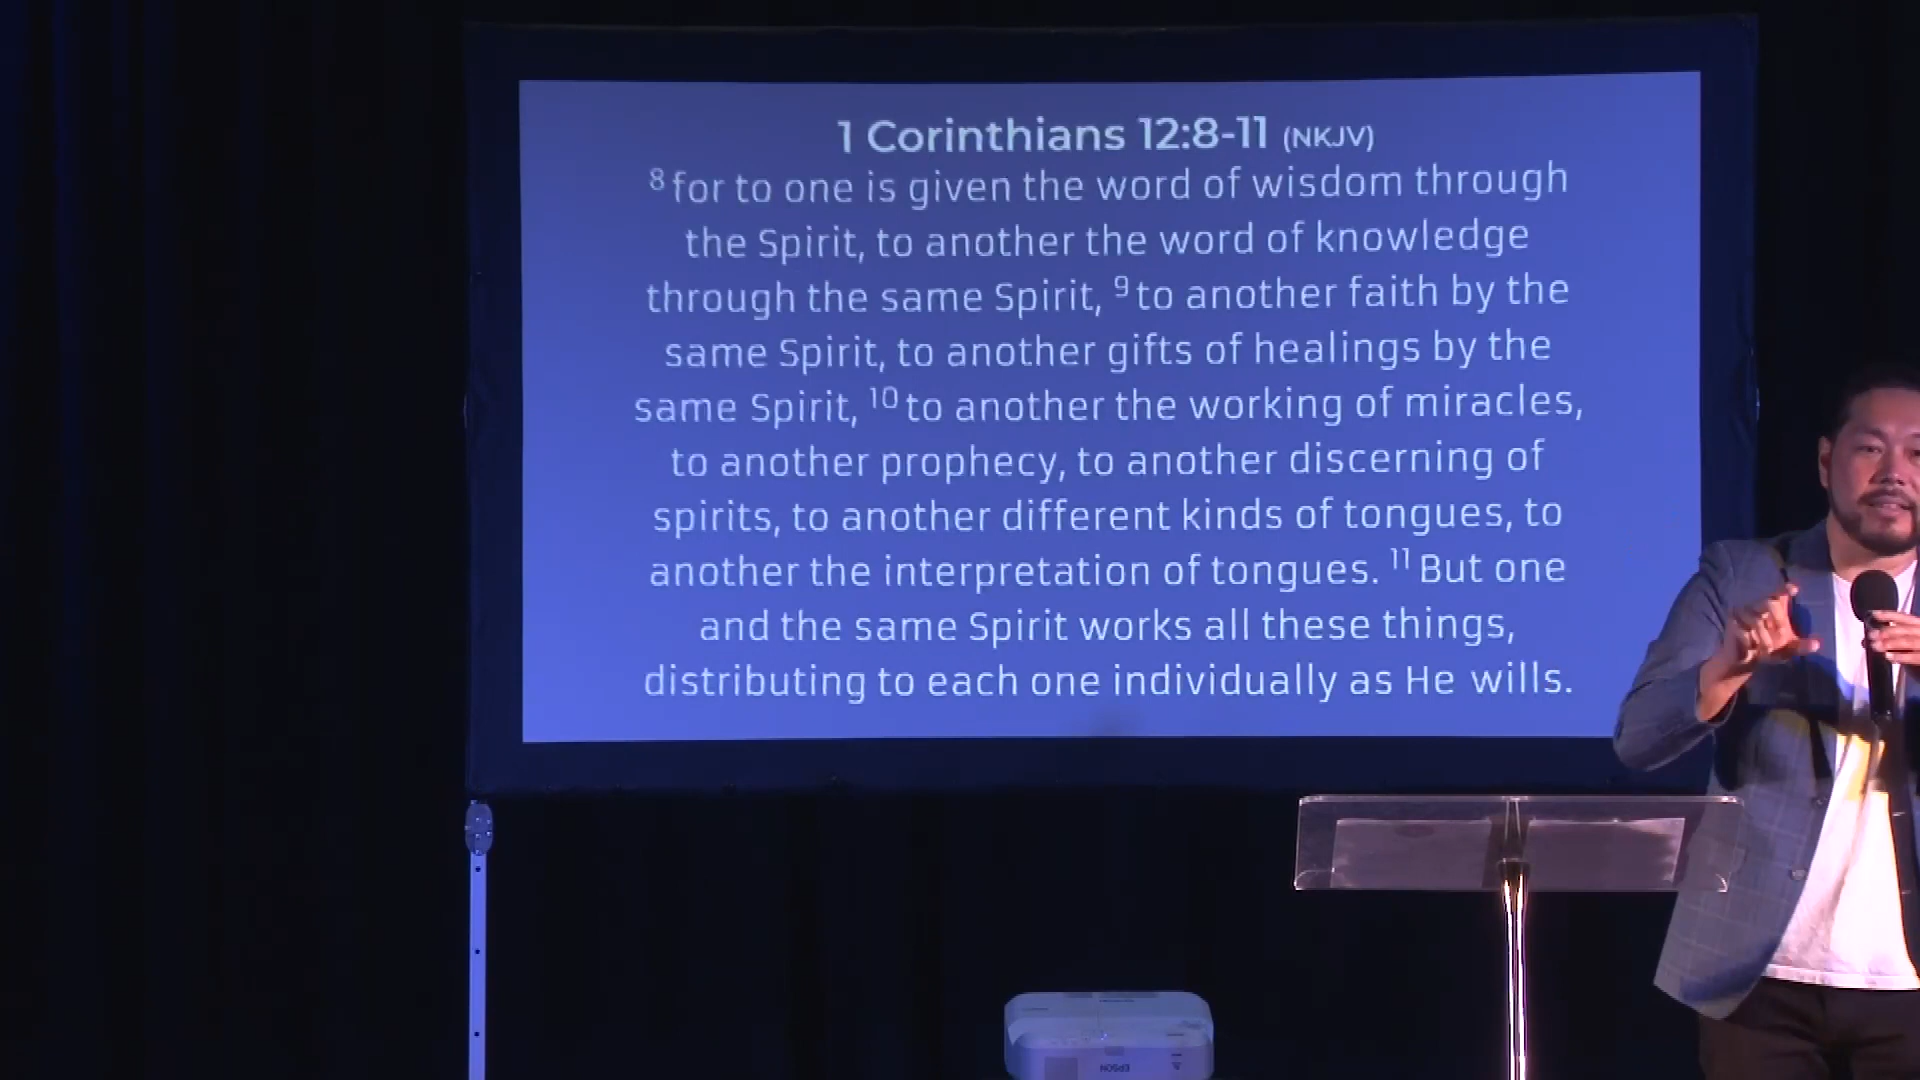 1 Corinthians 12:8-11 (NKJV)
8 for to one is given the word of wisdom through
the Spirit, to another the word of knowledge
through the same Spirit, 9 to another faith by the
same Spirit, to another gifts of healings by the
same Spirit, 10 to another the working of miracles,
to another prophecy, to another discerning of
spirits, to another different kinds of tongues, to
another the interpretation of tongues. 11 But one
and the same Spirit works all these things,
distributing to each one individually as He wills.
EPSON